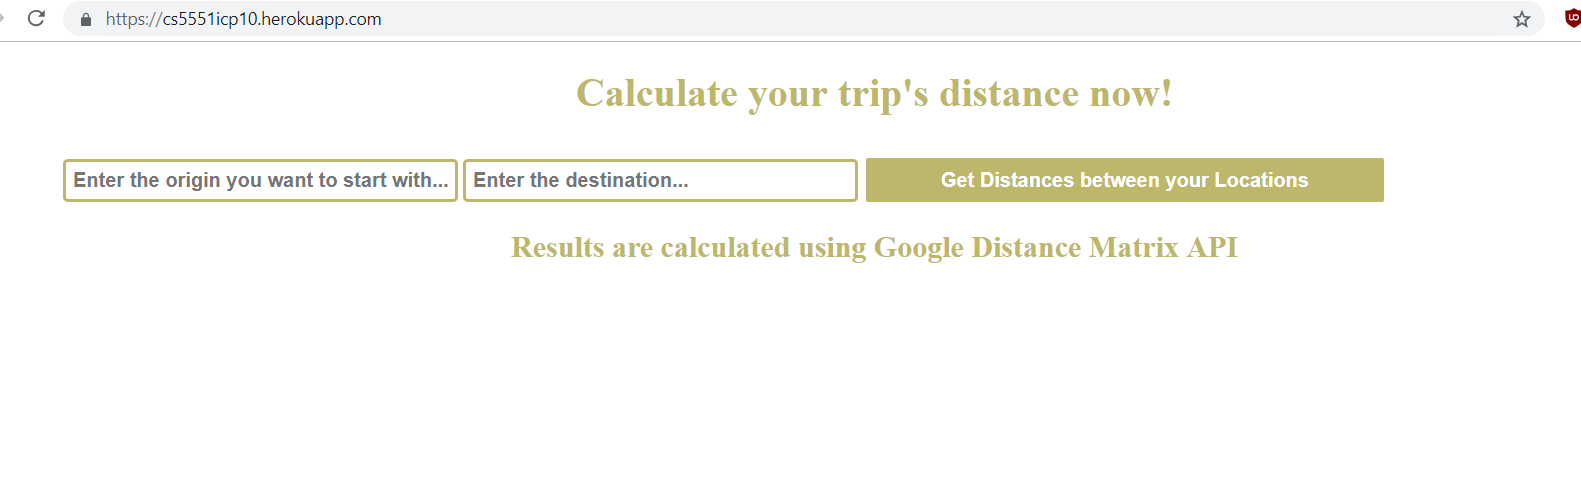 https://cs5551icp10.herokuapp.com
Calculate your trip's distance now!
Enter the origin you want to start with... Enter the destination... Get Distances between your Locations
Results are calculated using Google Distance Matrix API